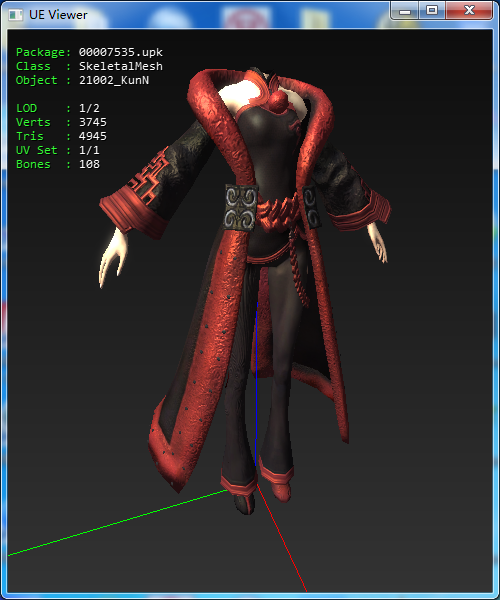 UE Viewer
Package: 00007535.upk
Class : SkeletalMesh
Object : 21002_KunN
LOD : 1/2
Verts : 3745
Tris : 4945
UV Set : 1/1
Bones : 108